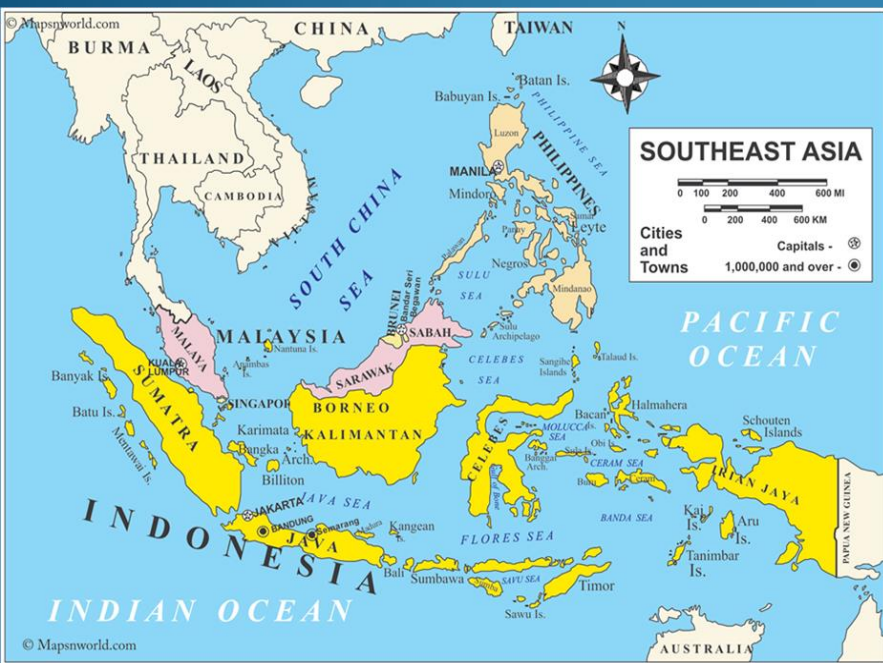 © Mapsnworld.com
CHINA
TAIWAN
N
BURMA
LAOS
Batan Is.
Babuyan Is.
PHILIPPINE SEA
Luzon
THAILAND
PHILIPPINES
SOUTHEAST ASIA
MANILA
0 100 200 400 600 MI
0 200 400 600 KM
CAMBODIA
VIETNAM
Mindoro
Samar
Leyte
Cities
and
Towns
Capitals -
1,000,000 and over -
SOUTH CHINA
SEA
Panay
Palawan
Negros
SULU
SEA
Mindanao
BRUNEI
Bandar Seri
Begawan
SABAH
Sulu
Archipelago
PACIFIC
OCEAN
MALAYA
MALAYSIA
Nantuna Is.
CELEBES
SEA
Sangihe
Islands
Talaud Is.
KUALA
LUMPUR
Anambas
Is.
SARAWAK
Banyak Is
SUMATRA
SINGAPOR
BORNEO
KALIMANTAN
Batu Is.
Mentawai Is.
Karimata
Bangka
Arch.
Billiton
CELEBES
Bacan
Is.
Halmahera
MOLUCCA
SEA
Obi Is.
Sula Is.
Banggai
Arch.
Schouten
Islands
CERAM SEA
Buru
Ceram
IRIAN JAYA
PAPUA NEW GUINEA
JAVA SEA
JAKARTA
BANDUNG
Semarang
JAVA
Madura
Kangean
Is.
BANDA SEA
Kai
Is.
Aru
Is.
FLORES SEA
Tanimbar
Is.
INDONESIA
Bali
Sumbawa
Sumba
SAVU SEA
Timor
Sawu Is.
INDIAN OCEAN
© Mapsnworld.com
AUSTRALIA